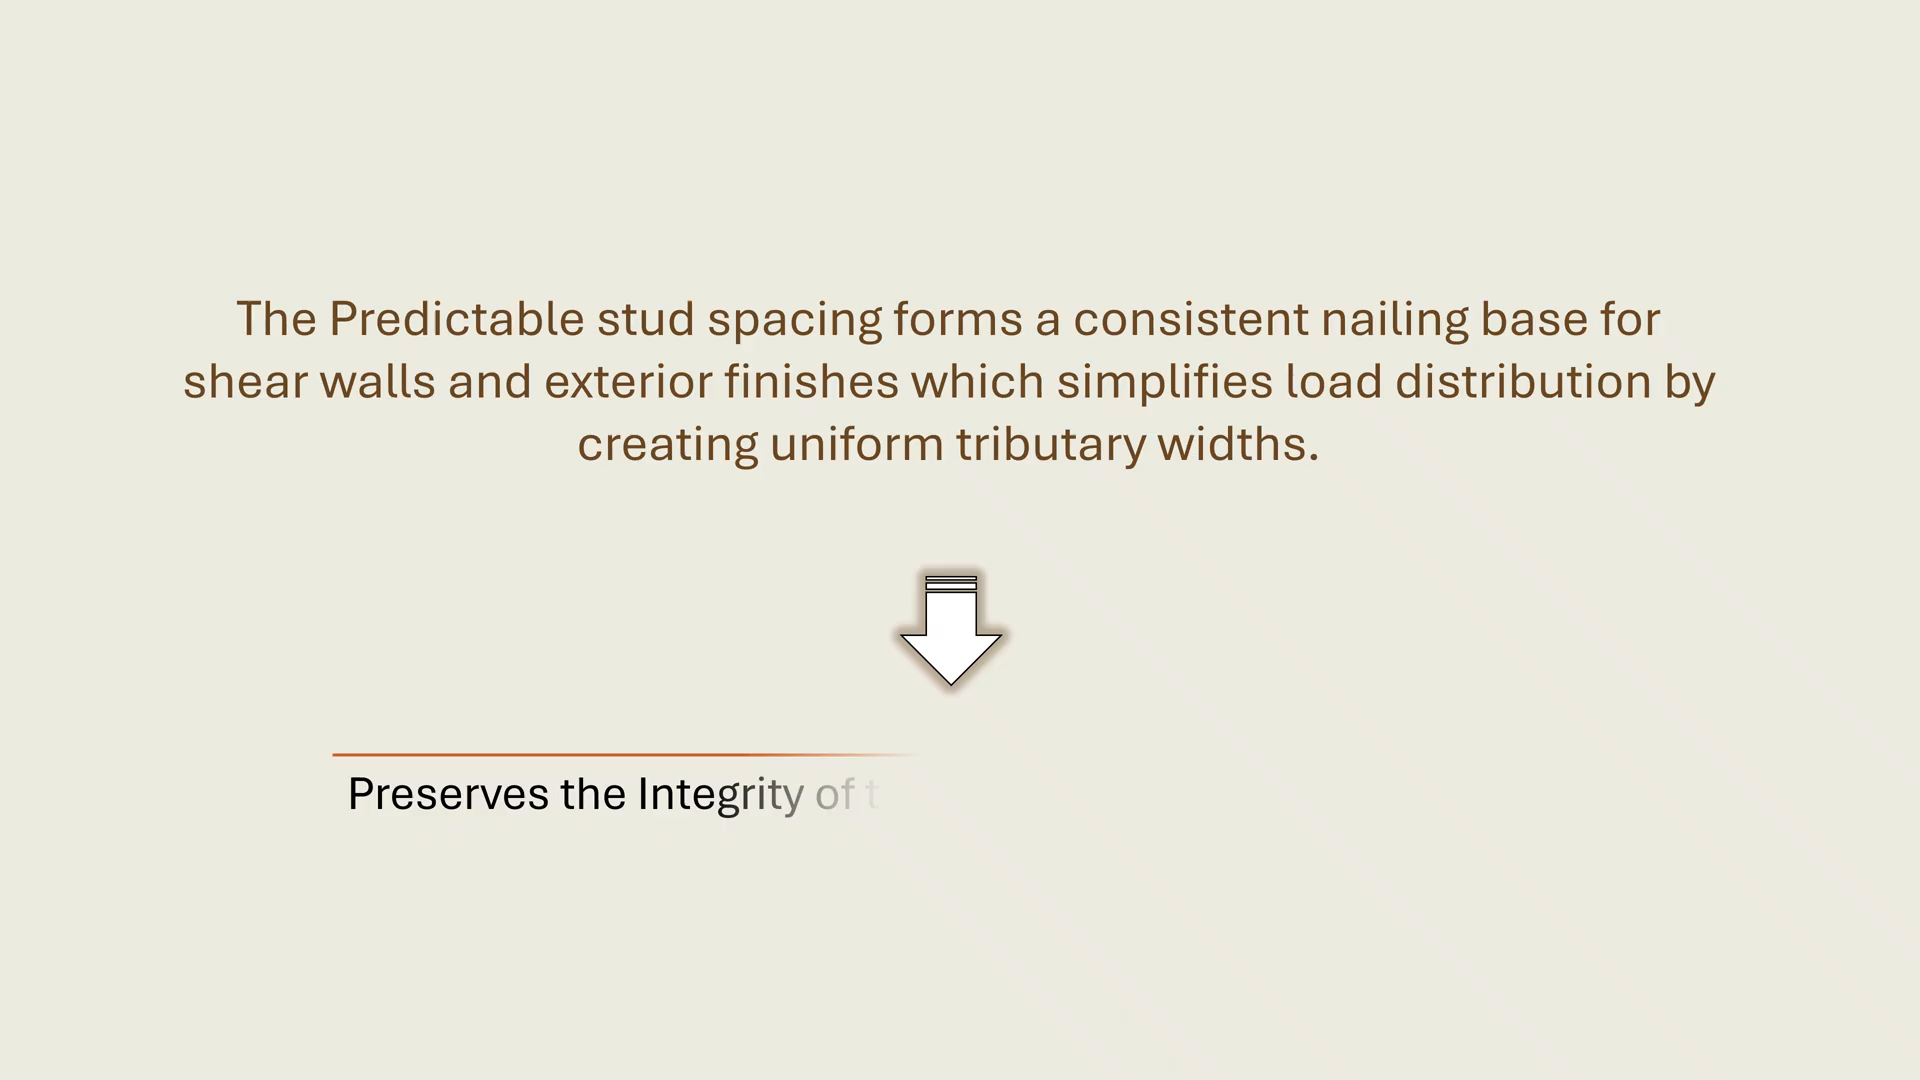 The Predictable stud spacing forms a consistent nailing base for
shear walls and exterior finishes which simplifies load distribution by
creating uniform tributary widths.
Preserves the Integrity of